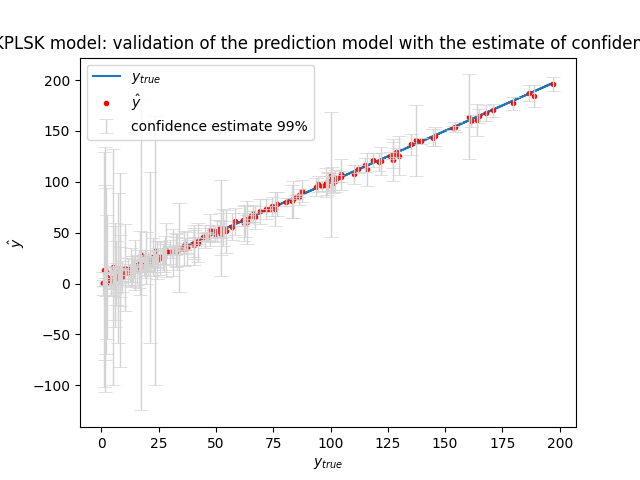 KPLSK model: validation of the prediction model with the estimate of
200
150
100
50
0
−50
−100
ŷ
y_true
ŷ
confidence estimate 99%
0 25 50 75 100 125 150 175 200
y_true